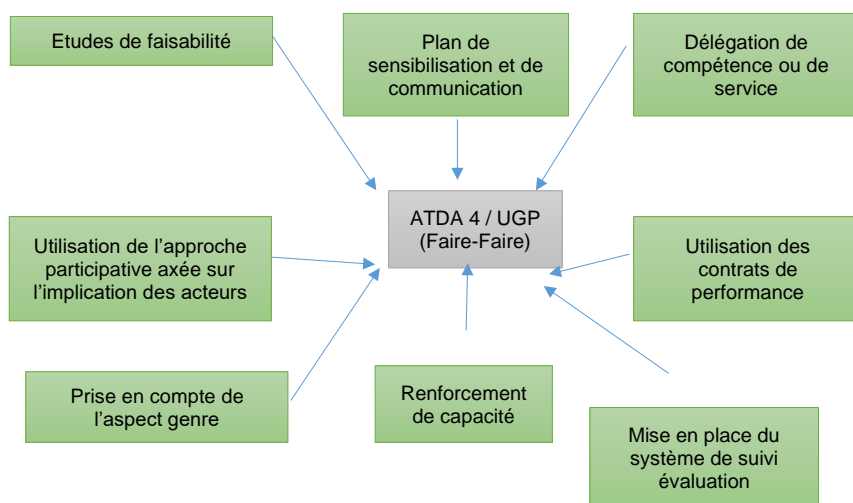 Etudes de faisabilité
Plan de
sensibilisation et de
communication
Délégation de
compétence ou de
service
ATDA 4 / UGP
(Faire-Faire)
Utilisation de l’approche
participative axée sur
l’implication des acteurs
Utilisation des
contrats de
performance
Prise en compte de
l’aspect genre
Renforcement
de capacité
Mise en place du
système de suivi
évaluation